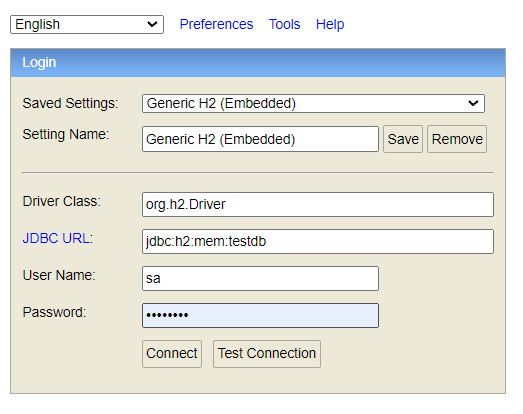 English Preferences Tools Help
Login
Saved Settings: Generic H2 (Embedded)
Setting Name: Generic H2 (Embedded) Save Remove
Driver Class: org.h2.Driver
JDBC URL: jdbc:h2:mem:testdb
User Name: sa
Password: ••••••••
Connect Test Connection